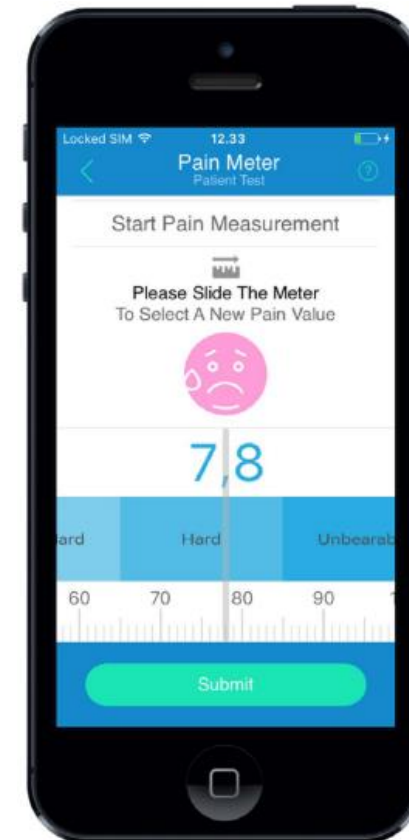 Locked SIM 12.33
Pain Meter
Patient Test
Start Pain Measurement
Please Slide The Meter
To Select A New Pain Value
7,8
ard Hard Unbearab
60 70 80 90 1
Submit